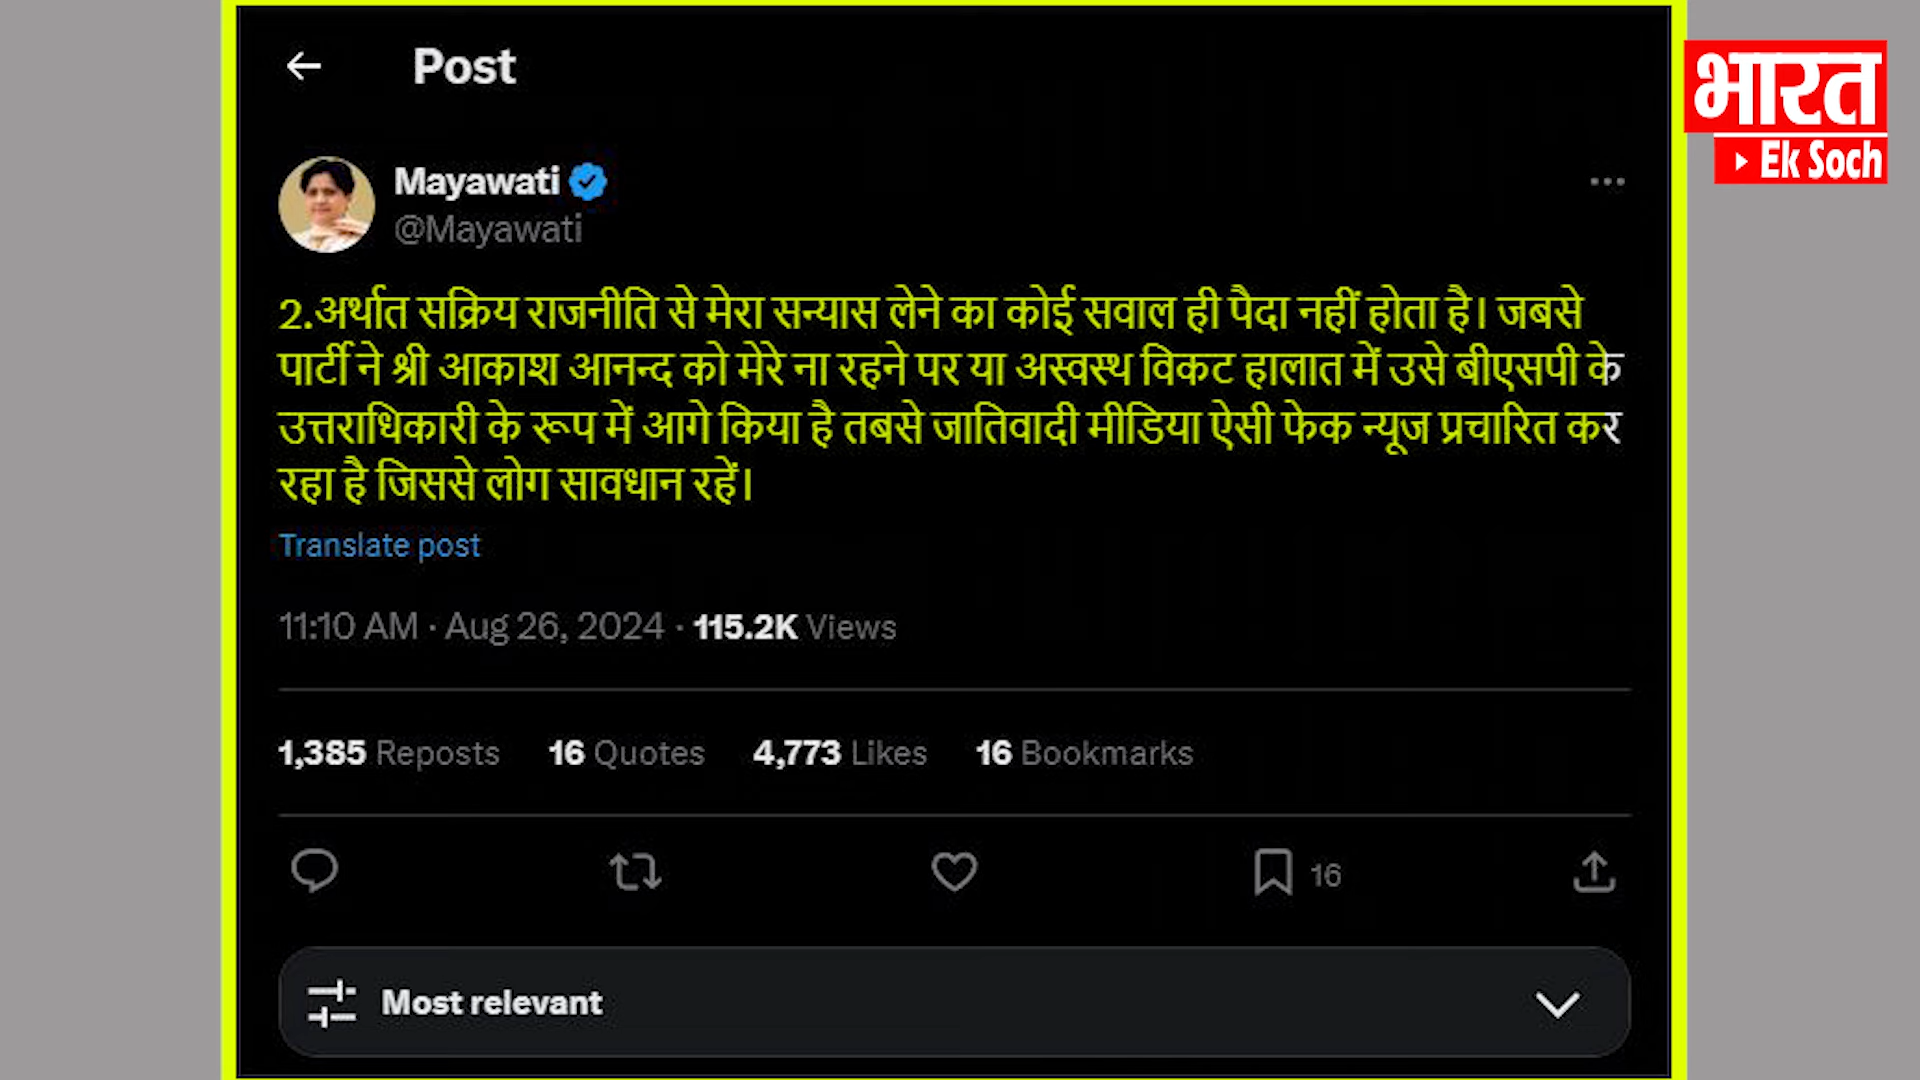 Post
भारत
Ek Soch
Mayawati
@Mayawati
2.अर्थात सक्रिय राजनीति से मेरा सन्यास लेने का कोई सवाल ही पैदा नहीं होता है। जबसे
पार्टी ने श्री आकाश आनन्द को मेरे ना रहने पर या अस्वस्थ विकट हालात में उसे बीएसपी के
उत्तराधिकारी के रूप में आगे किया है तबसे जातिवादी मीडिया ऐसी फेक न्यूज प्रचारित कर
रहा है जिससे लोग सावधान रहें।
Translate post
11:10 AM · Aug 26, 2024 · 115.2K Views
1,385 Reposts 16 Quotes 4,773 Likes 16 Bookmarks
16
Most relevant